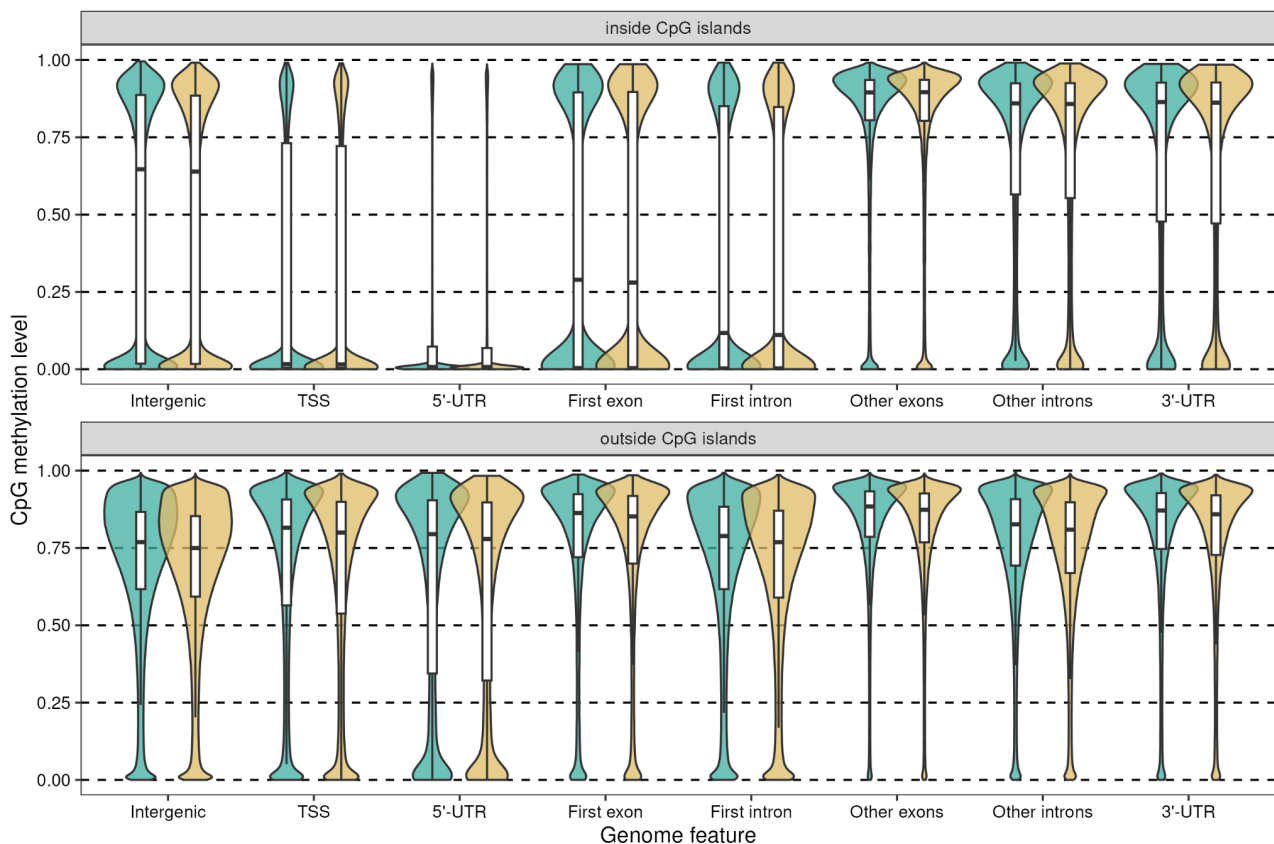 inside CpG islands
1.00
0.75
0.50
0.25
0.00
Intergenic TSS 5'-UTR First exon First intron Other exons Other introns 3'-UTR
CpG methylation level
outside CpG islands
1.00
0.75
0.50
0.25
0.00
Intergenic TSS 5'-UTR First exon First intron Other exons Other introns 3'-UTR
Genome feature